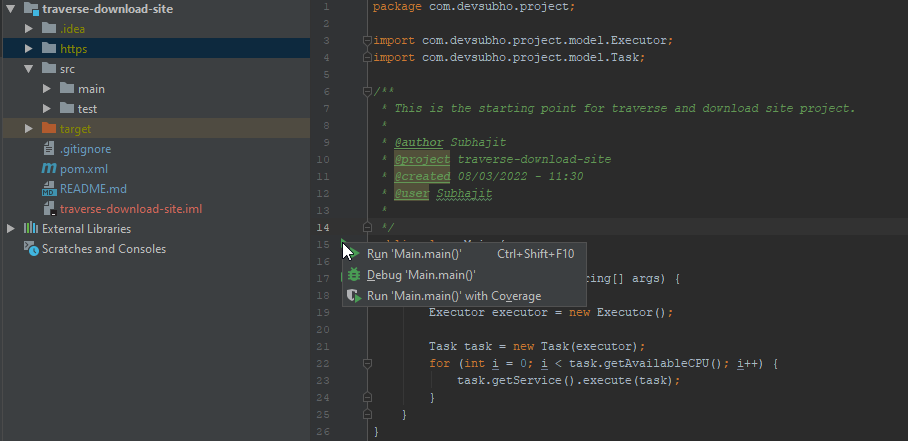 traverse-download-site
.idea
https
src
main
test
target
.gitignore
pom.xml
README.md
traverse-download-site.iml
External Libraries
Scratches and Consoles
1 package com.devsubho.project;
2
3 import com.devsubho.project.model.Executor;
4 import com.devsubho.project.model.Task;
5
6 /**
7 * This is the starting point for traverse and download site project.
8 *
9 * @author Subhajit
10 * @project traverse-download-site
11 * @created 08/03/2022 - 11:30
12 * @user Subhajit
13 *
14 */
15
Run 'Main.main()' Ctrl+Shift+F10
Debug 'Main.main()'
Run 'Main.main()' with Coverage
16
17 ring[] args) {
18
19 Executor executor = new Executor();
20
21 Task task = new Task(executor);
22 for (int i = 0; i < task.getAvailableCPU(); i++) {
23 task.getService().execute(task);
24 }
25 }
26 }